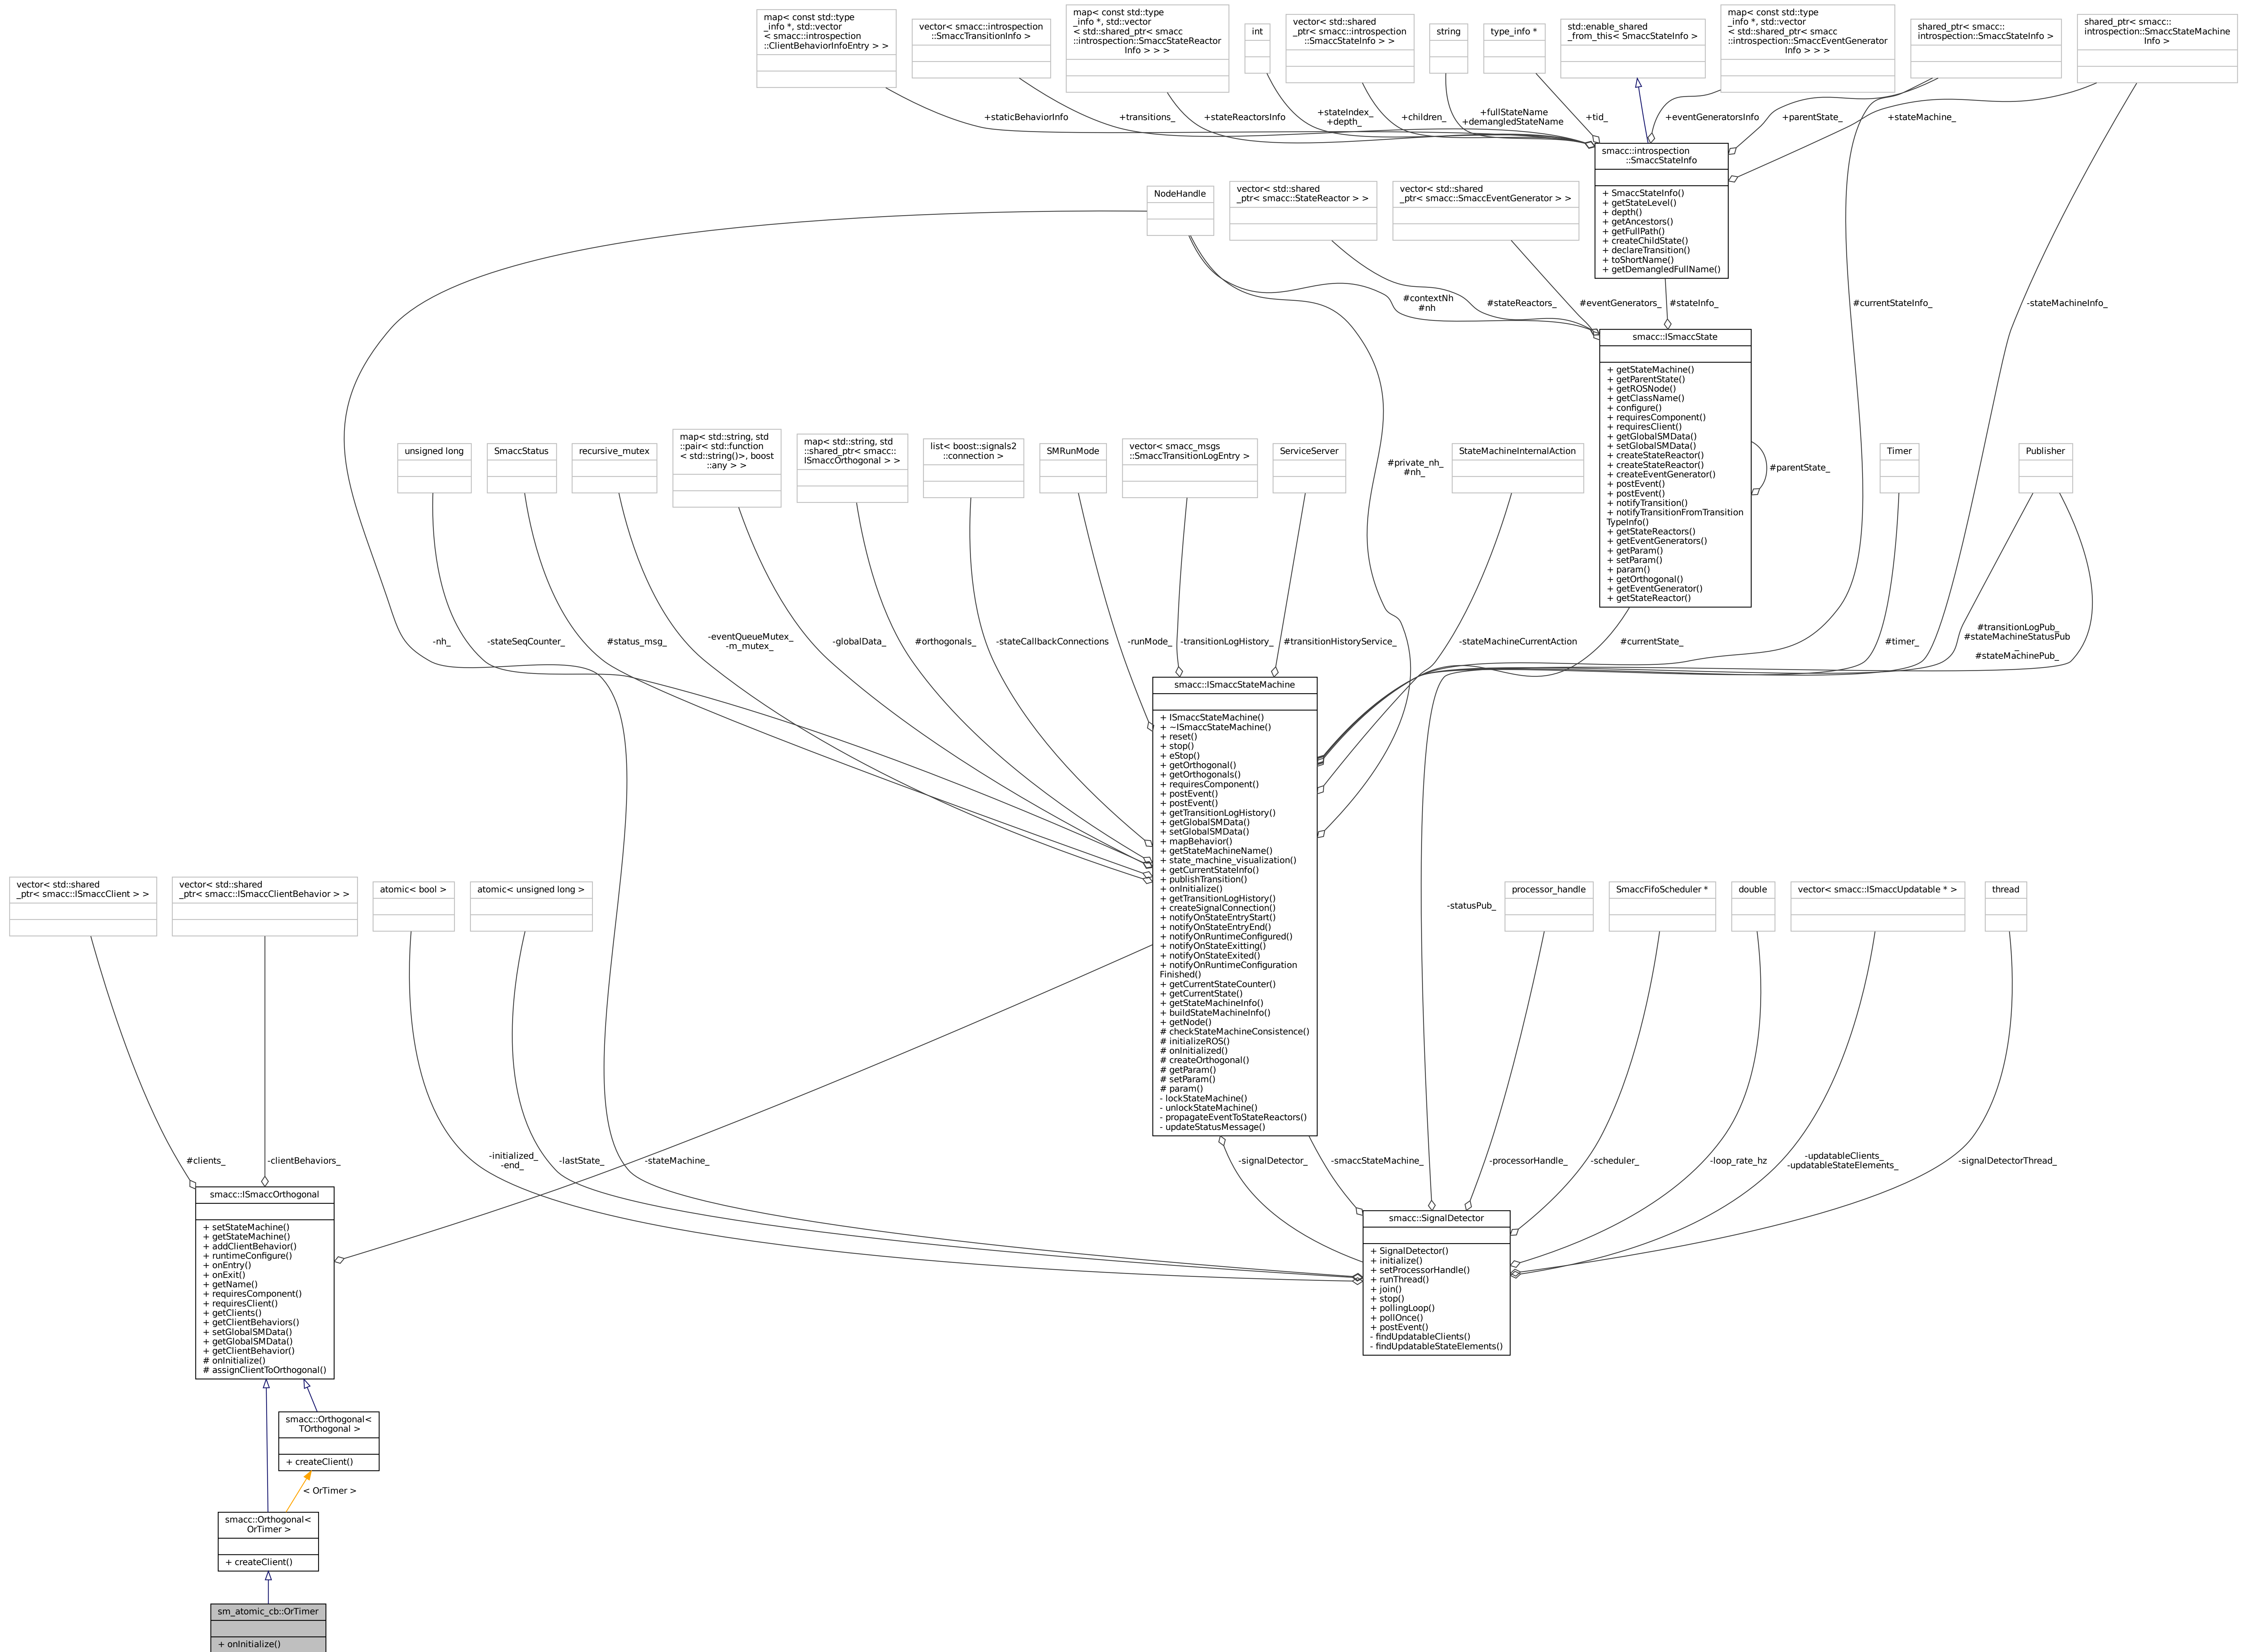 map< const std::type
_info *, std::vector
< smacc::introspection
::ClientBehaviorInfoEntry > >
vector< smacc::introspection
::SmaccTransitionInfo >
map< const std::type
_info *, std::vector
< std::shared_ptr< smacc
::introspection::SmaccStateReactor
Info > > >
int
vector< std::shared
_ptr< smacc::introspection
::SmaccStateInfo > >
string
type_info *
std::enable_shared
_from_this< SmaccStateInfo >
map< const std::type
_info *, std::vector
< std::shared_ptr< smacc
::introspection::SmaccEventGenerator
Info > > >
shared_ptr< smacc::
introspection::SmaccStateInfo >
shared_ptr< smacc::
introspection::SmaccStateMachine
Info >
+staticBehaviorInfo
+transitions_
+stateReactorsInfo
+stateIndex_
+depth_
+children_
+fullStateName
+demangledStateName
+tid_
+eventGeneratorsInfo
+parentState_
+stateMachine_
smacc::introspection
::SmaccStateInfo
+ SmaccStateInfo()
+ getStateLevel()
+ depth()
+ getAncestors()
+ getFullPath()
+ createChildState()
+ declareTransition()
+ toShortName()
+ getDemangledFullName()
NodeHandle
vector< std::shared
_ptr< smacc::StateReactor > >
vector< std::shared
_ptr< smacc::SmaccEventGenerator > >
#contextNh
#nh
#stateReactors_
#eventGenerators_
#stateInfo_
#currentStateInfo_
-stateMachineInfo_
smacc::ISmaccState
+ getStateMachine()
+ getParentState()
+ getROSNode()
+ getClassName()
+ configure()
+ requiresComponent()
+ requiresClient()
+ getGlobalSMData()
+ setGlobalSMData()
+ createStateReactor()
+ createStateReactor()
+ createEventGenerator()
+ postEvent()
+ postEvent()
+ notifyTransition()
+ notifyTransitionFromTransition
TypeInfo()
+ getStateReactors()
+ getEventGenerators()
+ getParam()
+ setParam()
+ param()
+ getOrthogonal()
+ getEventGenerator()
+ getStateReactor()
#parentState_
unsigned long
SmaccStatus
recursive_mutex
map< std::string, std
::pair< std::function
< std::string()>, boost
::any > >
map< std::string, std
::shared_ptr< smacc::
ISmaccOrthogonal > >
list< boost::signals2
::connection >
SMRunMode
vector< smacc_msgs
::SmaccTransitionLogEntry >
ServiceServer
#private_nh_
#nh_
StateMachineInternalAction
Timer
Publisher
-nh_
-stateSeqCounter_
#status_msg_
-eventQueueMutex_
-m_mutex_
-globalData_
#orthogonals_
-stateCallbackConnections
-runMode_
-transitionLogHistory_
#transitionHistoryService_
-stateMachineCurrentAction
#currentState_
#timer_
#transitionLogPub_
#stateMachineStatusPub
_
#stateMachinePub_
smacc::ISmaccStateMachine
+ ISmaccStateMachine()
+ ~ISmaccStateMachine()
+ reset()
+ stop()
+ eStop()
+ getOrthogonal()
+ getOrthogonals()
+ requiresComponent()
+ postEvent()
+ postEvent()
+ getTransitionLogHistory()
+ getGlobalSMData()
+ setGlobalSMData()
+ mapBehavior()
+ getStateMachineName()
+ state_machine_visualization()
+ getCurrentStateInfo()
+ publishTransition()
+ onInitialize()
+ getTransitionLogHistory()
+ createSignalConnection()
+ notifyOnStateEntryStart()
+ notifyOnStateEntryEnd()
+ notifyOnRuntimeConfigured()
+ notifyOnStateExitting()
+ notifyOnStateExited()
+ notifyOnRuntimeConfiguration
Finished()
+ getCurrentStateCounter()
+ getCurrentState()
+ getStateMachineInfo()
+ buildStateMachineInfo()
+ getNode()
# checkStateMachineConsistence()
# initializeROS()
# onInitialized()
# createOrthogonal()
# getParam()
# setParam()
# param()
- lockStateMachine()
- unlockStateMachine()
- propagateEventToStateReactors()
- updateStatusMessage()
vector< std::shared
_ptr< smacc::ISmaccClient > >
vector< std::shared
_ptr< smacc::ISmaccClientBehavior > >
atomic< bool >
atomic< unsigned long >
-statusPub_
processor_handle
SmaccFifoScheduler *
double
vector< smacc::ISmaccUpdatable * >
thread
#clients_
-clientBehaviors_
-initialized_
-end_
-lastState_
-stateMachine_
-signalDetector_
-smaccStateMachine_
-processorHandle_
-scheduler_
-loop_rate_hz
-updatableClients_
-updatableStateElements_
-signalDetectorThread_
smacc::ISmaccOrthogonal
+ setStateMachine()
+ getStateMachine()
+ addClientBehavior()
+ runtimeConfigure()
+ onEntry()
+ onExit()
+ getName()
+ requiresComponent()
+ requiresClient()
+ getClients()
+ getClientBehaviors()
+ setGlobalSMData()
+ getGlobalSMData()
+ getClientBehavior()
# onInitialize()
# assignClientToOrthogonal()
smacc::SignalDetector
+ SignalDetector()
+ initialize()
+ setProcessorHandle()
+ runThread()
+ join()
+ stop()
+ pollingLoop()
+ pollOnce()
+ postEvent()
- findUpdatableClients()
- findUpdatableStateElements()
smacc::Orthogonal<
TOrthogonal >
+ createClient()
< OrTimer >
smacc::Orthogonal<
OrTimer >
+ createClient()
sm_atomic_cb::OrTimer
+ onInitialize()